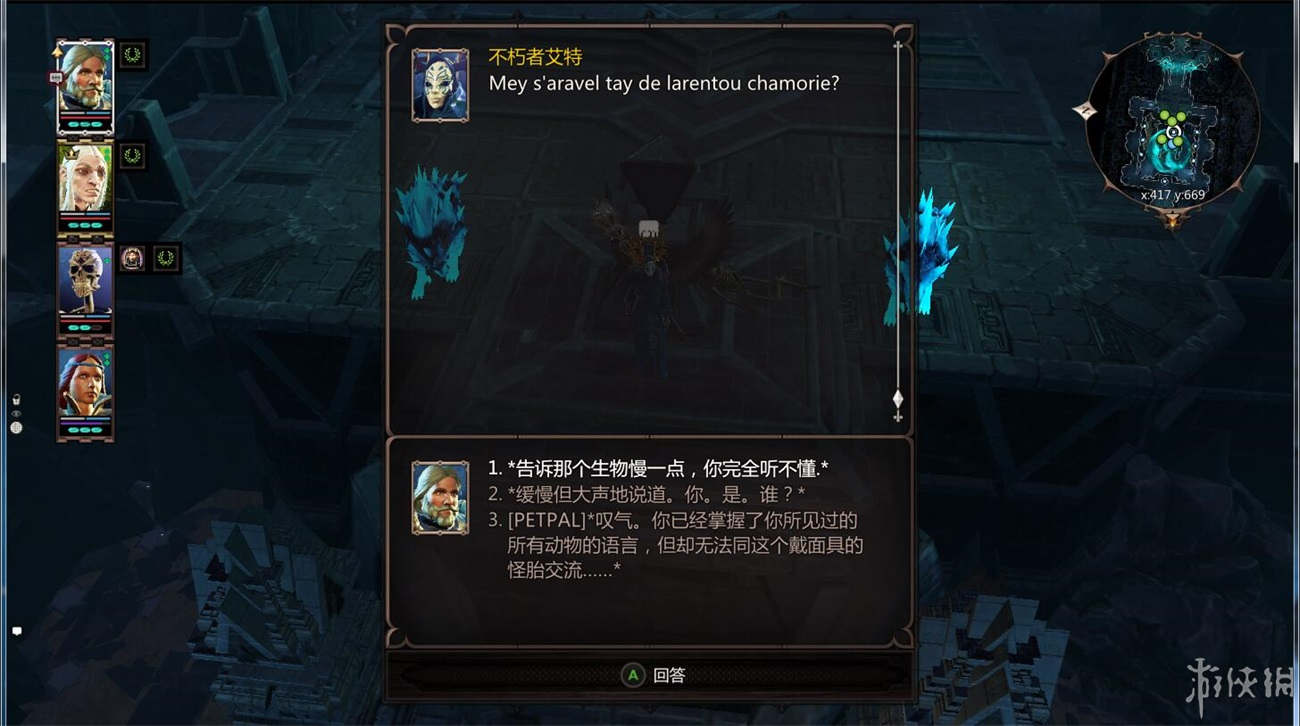 不朽者艾特
Mey s'aravel tay de larentou chamorie?
x:417 y:669
1. *告诉那个生物慢一点，你完全听不懂.*
2. *缓慢但大声地说道。你。是。谁？*
3. [PETPAL]*叹气。你已经掌握了你所见过的
所有动物的语言，但却无法同这个戴面具的
怪胎交流......*
A 回答
游侠网